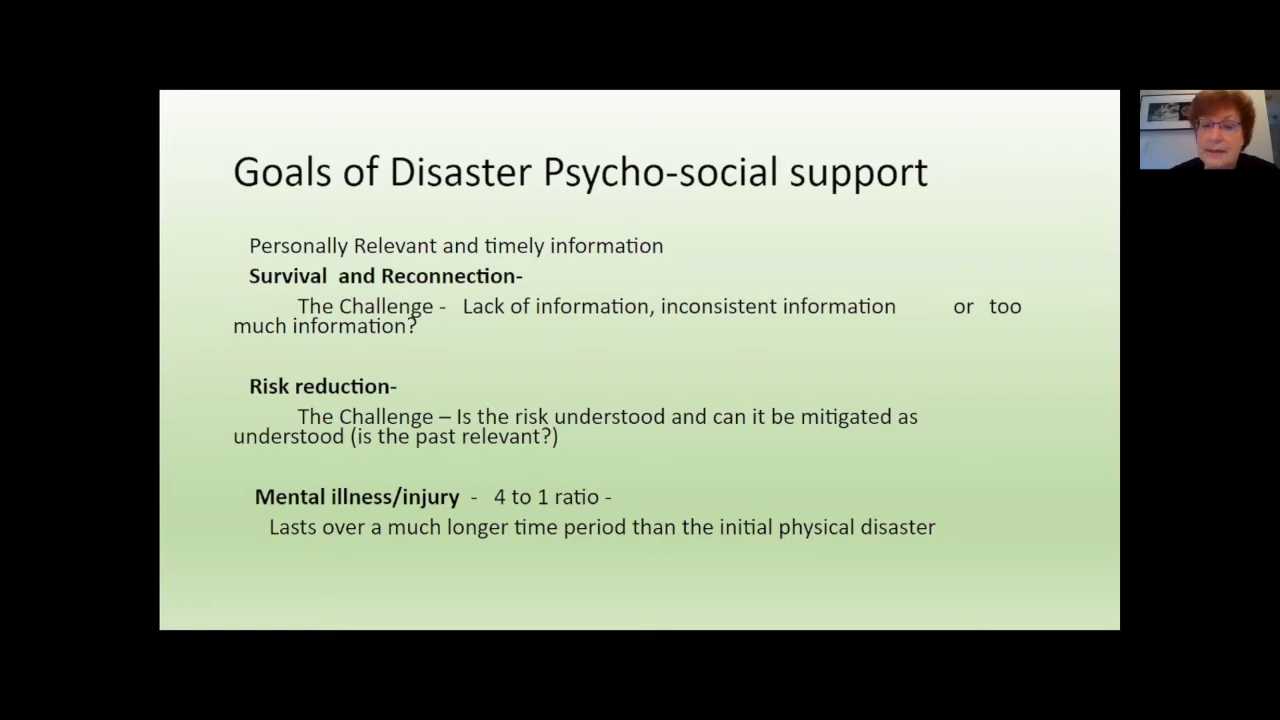 Goals of Disaster Psycho-social support
Personally Relevant and timely information
Survival and Reconnection-
The Challenge - Lack of information, inconsistent information or too
much information?
Risk reduction-
The Challenge – Is the risk understood and can it be mitigated as
understood (is the past relevant?)
Mental illness/injury - 4 to 1 ratio -
Lasts over a much longer time period than the initial physical disaster